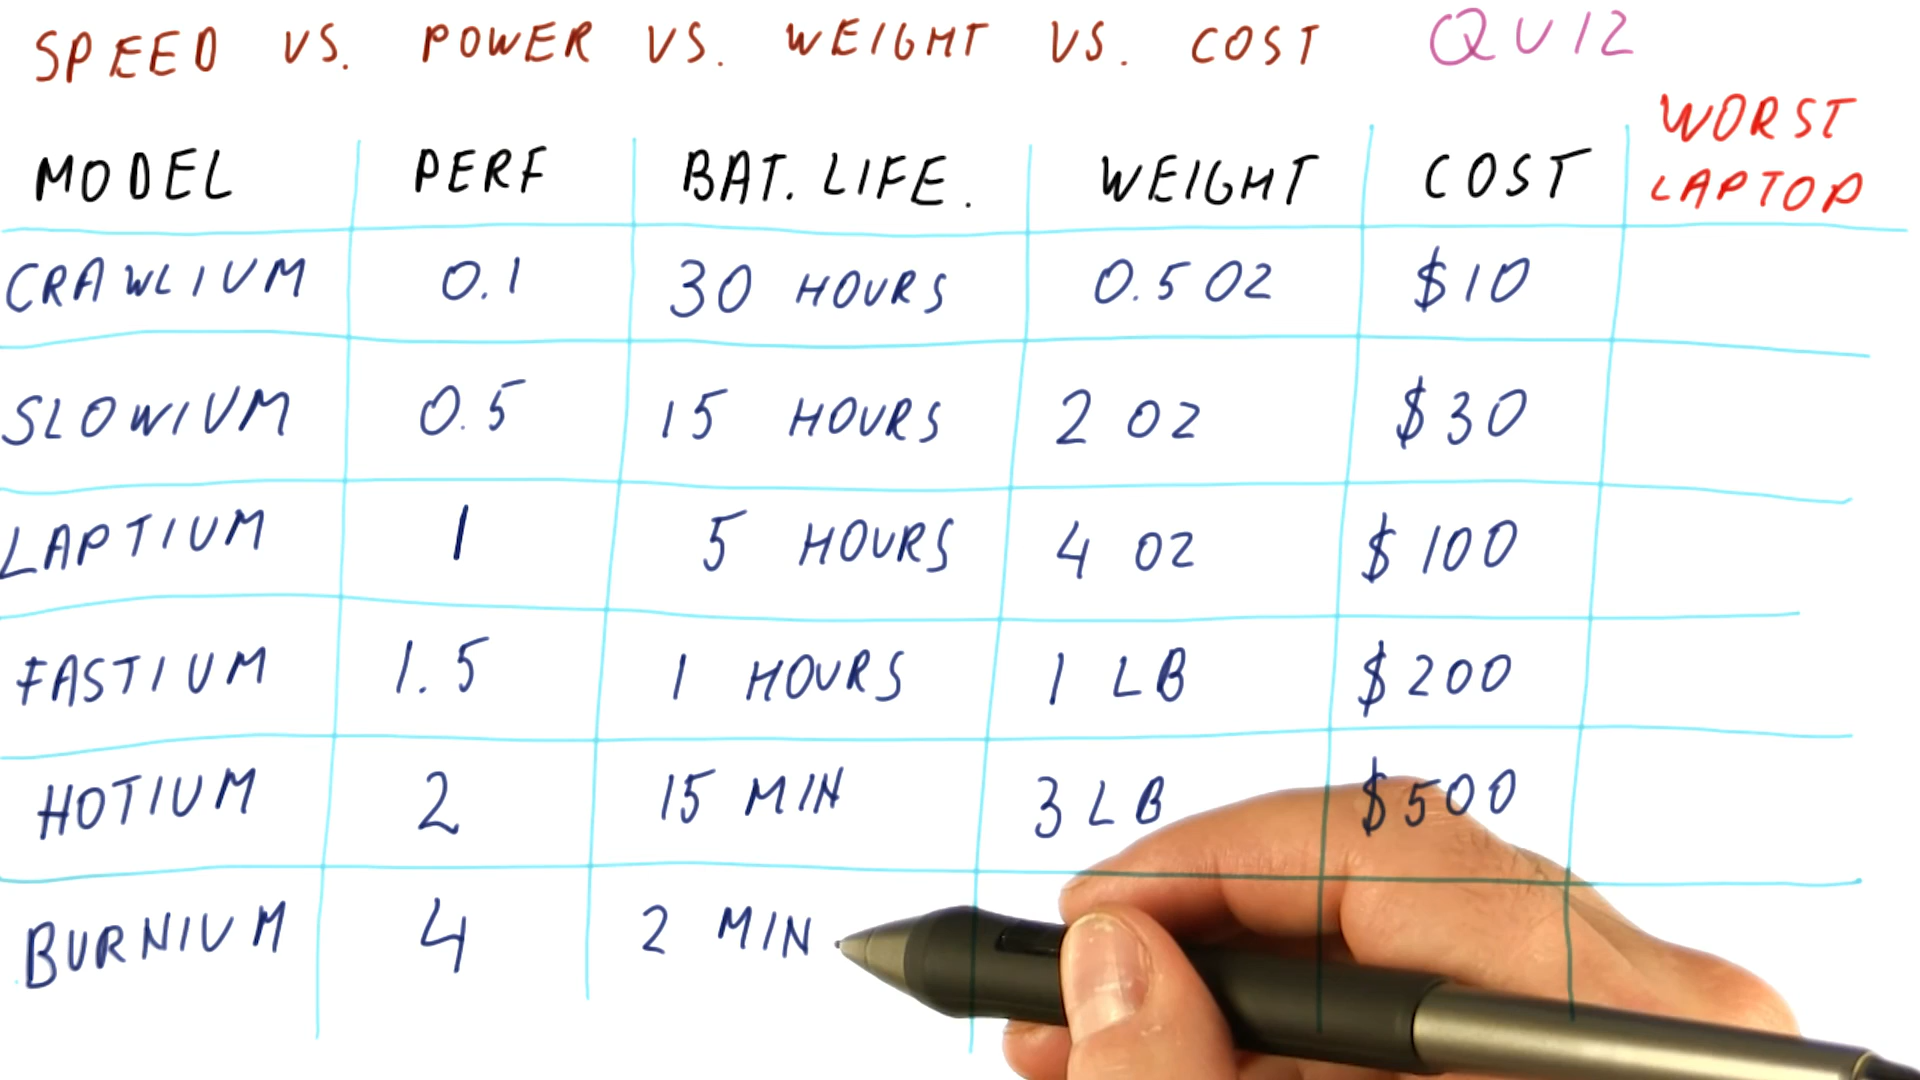 SPEED VS. POWER VS. WEIGHT VS. COST QUIZ
MODEL PERF BAT. LIFE. WEIGHT COST WORST LAPTOP
CRAWLIUM 0.1 30 HOURS 0.5 OZ $10
SLOWIUM 0.5 15 HOURS 2 OZ $30
LAPTIUM 1 5 HOURS 4 OZ $100
FASTIUM 1.5 1 HOURS 1 LB $200
HOTIUM 2 15 MIN 3 LB $500
BURNIUM 4 2 MIN